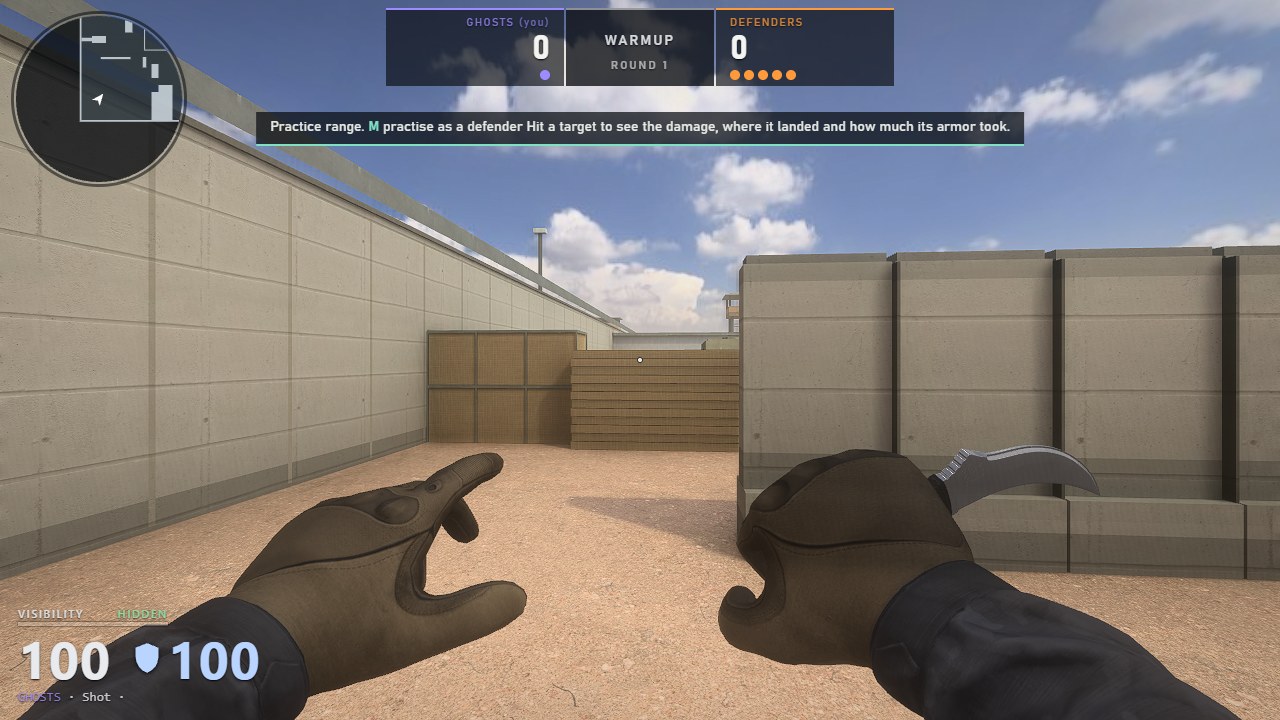 GHOSTS (you)
0
WARMUP
ROUND 1
DEFENDERS
0
Practice range. M practise as a defender Hit a target to see the damage, where it landed and how much its armor took.
VISIBILITY HIDDEN
100 100
GHOSTS · Shot ·